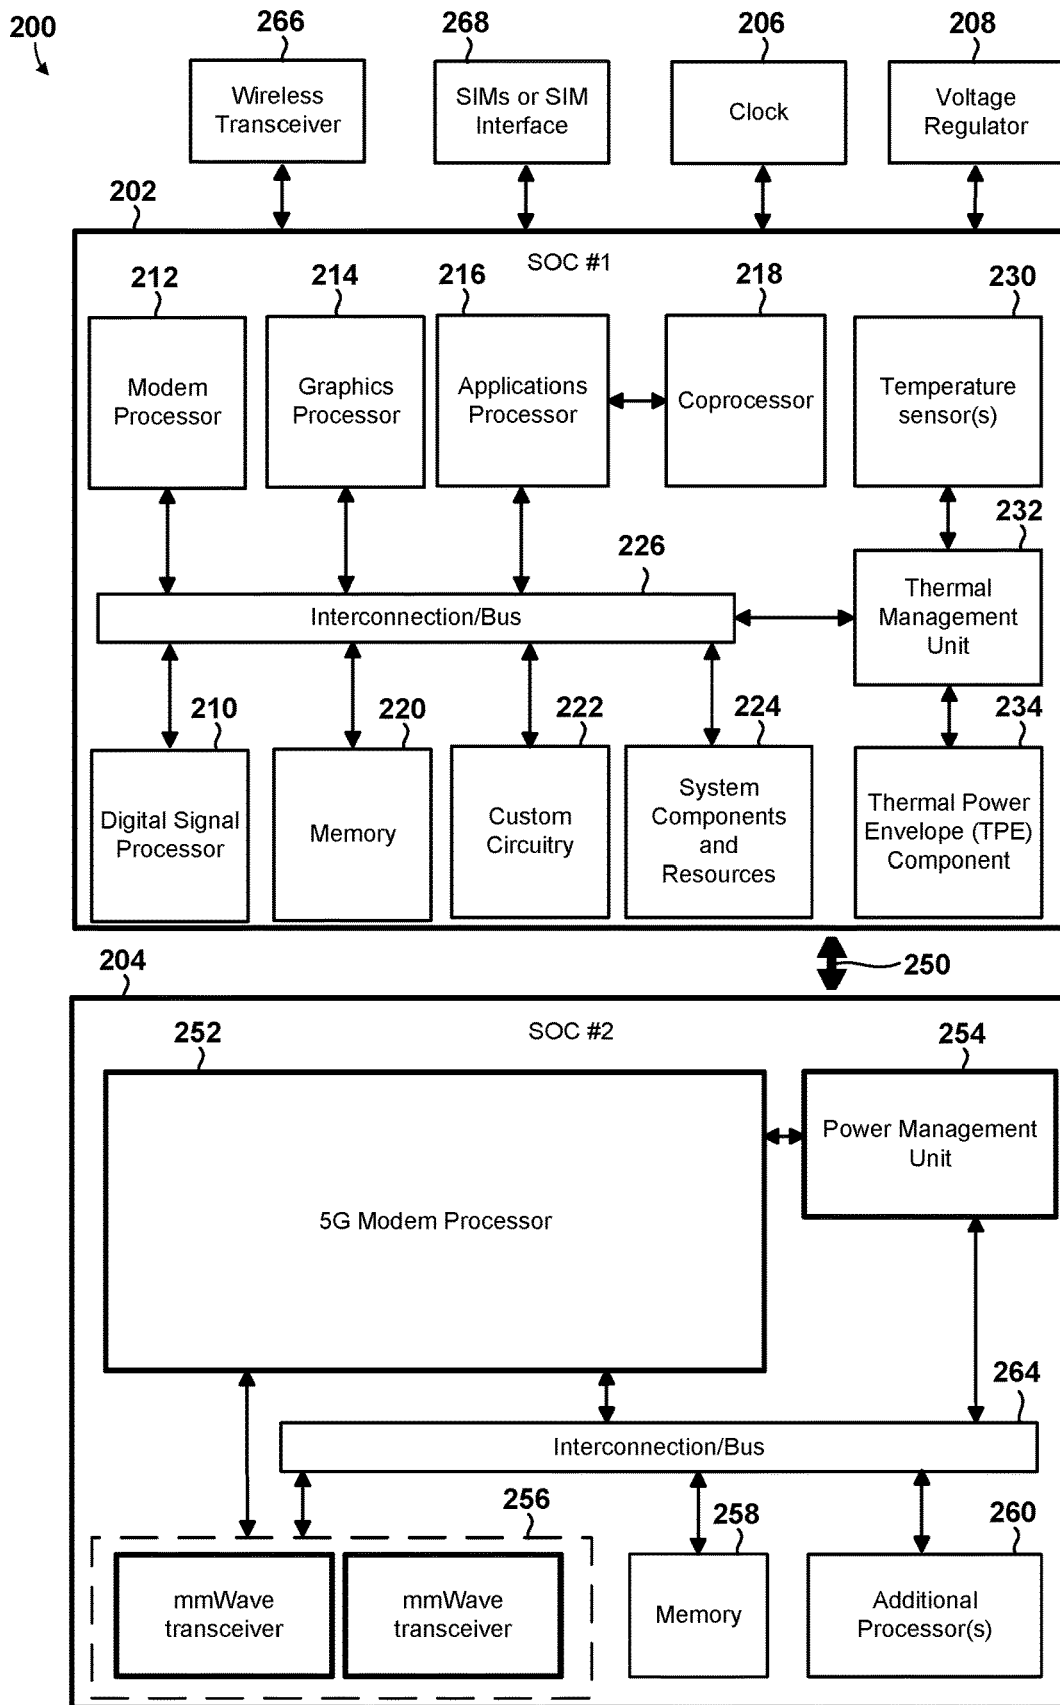 200
266
268
206
208
Wireless
Transceiver
SIMs or SIM
Interface
Clock
Voltage
Regulator
202
SOC #1
212
214
216
218
230
Modem
Processor
Graphics
Processor
Applications
Processor
Coprocessor
Temperature
sensor(s)
232
226
Interconnection/Bus
Thermal
Management
Unit
210
220
222
224
234
Digital Signal
Processor
Memory
Custom
Circuitry
System
Components
and
Resources
Thermal Power
Envelope (TPE)
Component
250
204
SOC #2
252
254
5G Modem Processor
Power Management
Unit
264
Interconnection/Bus
256
258
260
mmWave
transceiver
mmWave
transceiver
Memory
Additional
Processor(s)